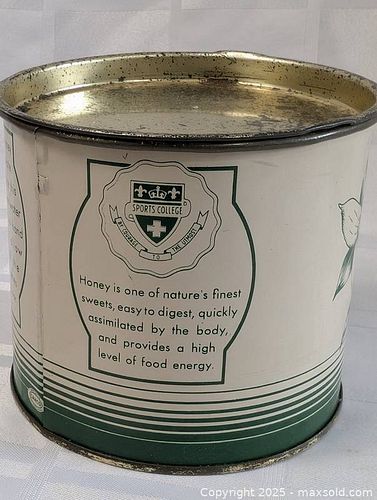 SPORTS COLLEGE
TO THE UTMOST
Honey is one of nature's finest
sweets, easy to digest, quickly
assimilated by the body,
and provides a high
level of food energy.
Copyright © 2025 - maxsold.com